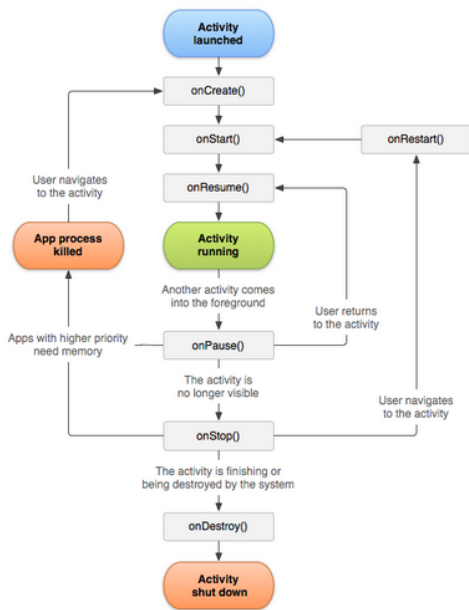 Activity
launched
onCreate()
onStart()
onRestart()
User navigates
to the activity
onResume()
App process
killed
Activity
running
Another activity comes
into the foreground
User returns
to the activity
Apps with higher priority
need memory
onPause()
The activity is
no longer visible
User navigates
to the activity
onStop()
The activity is finishing or
being destroyed by the system
onDestroy()
Activity
shut down